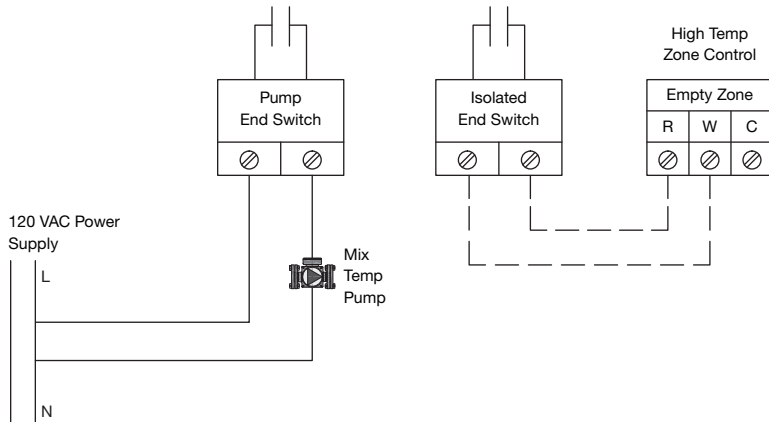 High Temp
Zone Control
Pump
End Switch
Isolated
End Switch
Empty Zone
R W C
120 VAC Power
Supply
L
Mix
Temp
Pump
N